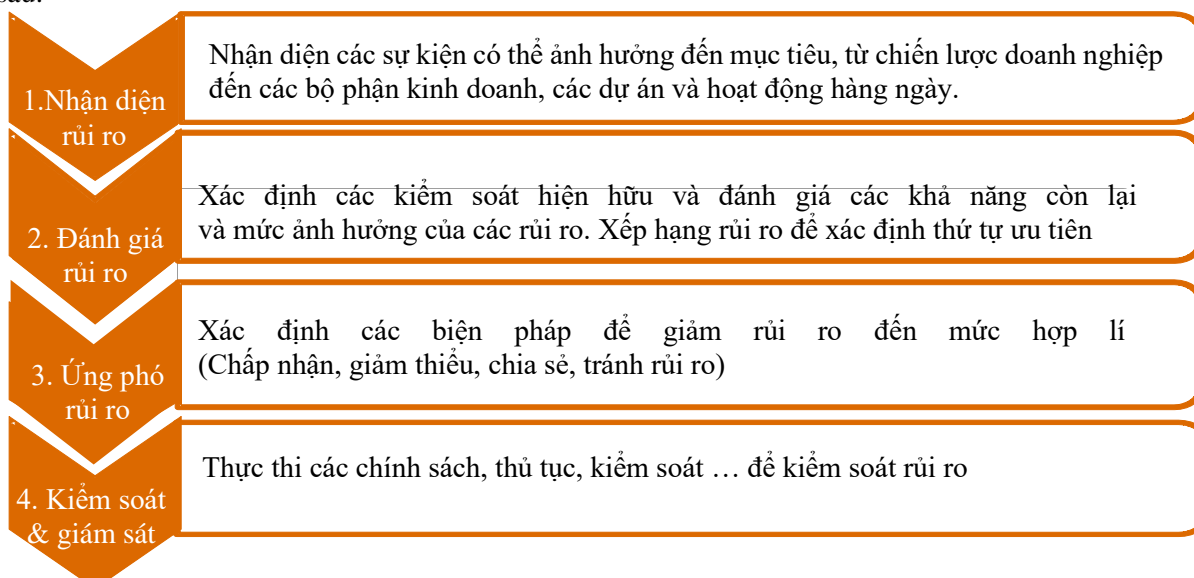 sau:
1.Nhận diện
rủi ro
Nhận diện các sự kiện có thể ảnh hưởng đến mục tiêu, từ chiến lược doanh nghiệp
đến các bộ phận kinh doanh, các dự án và hoạt động hàng ngày.
2. Đánh giá
rủi ro
Xác định các kiểm soát hiện hữu và đánh giá các khả năng còn lại
và mức ảnh hưởng của các rủi ro. Xếp hạng rủi ro để xác định thứ tự ưu tiên
3. Ứng phó
rủi ro
Xác định các biện pháp để giảm rủi ro đến mức hợp lí
(Chấp nhận, giảm thiểu, chia sẻ, tránh rủi ro)
4. Kiểm soát
& giám sát
Thực thi các chính sách, thủ tục, kiểm soát … để kiểm soát rủi ro